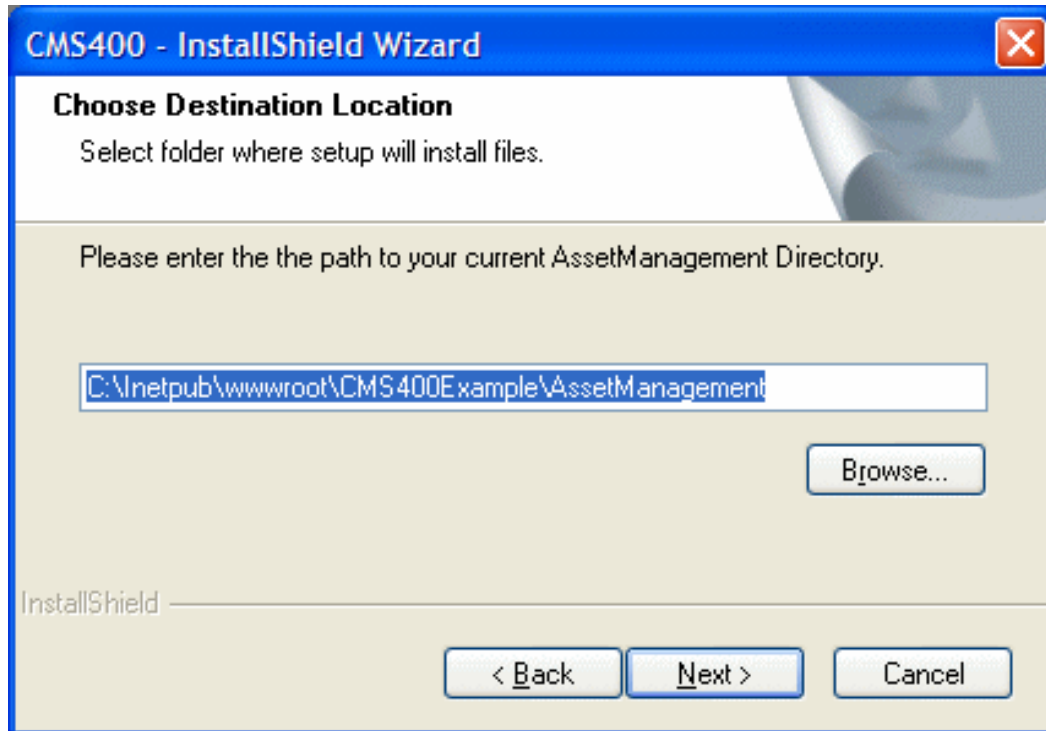 CMS400 - InstallShield Wizard
Choose Destination Location
Select folder where setup will install files.
Please enter the the path to your current AssetManagement Directory.
C:\Inetpub\wwwroot\CMS400Example\AssetManagement
Browse...
InstallShield
< Back Next > Cancel